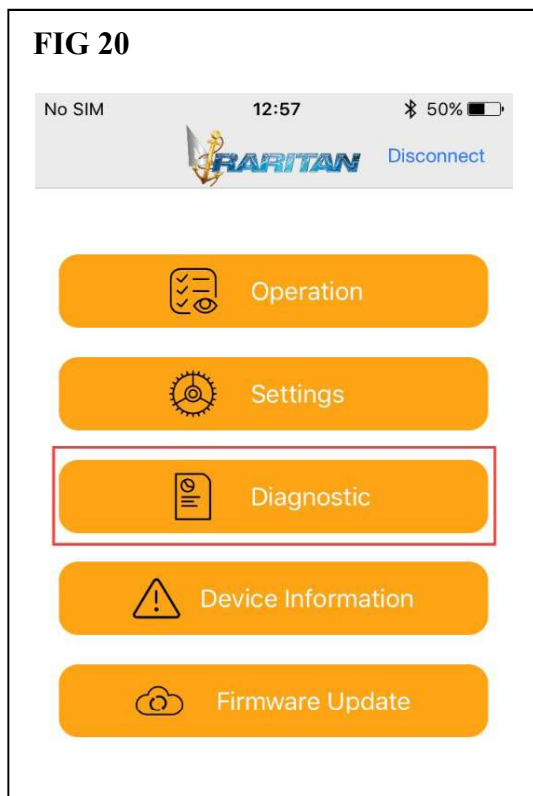 FIG 20
No SIM 12:57 50%
RARITAN Disconnect
Operation
Settings
Diagnostic
Device Information
Firmware Update